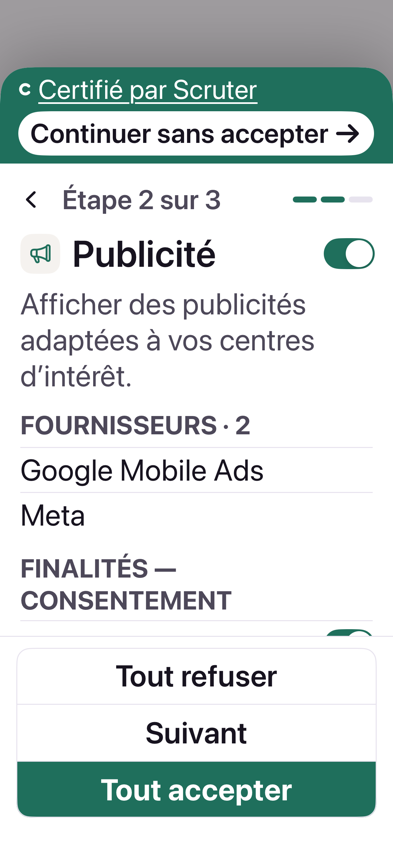 Certifié par Scruter
Continuer sans accepter →
Étape 2 sur 3
Publicité
Afficher des publicités
adaptées à vos centres
d’intérêt.
FOURNISSEURS · 2
Google Mobile Ads
Meta
FINALITÉS —
CONSENTEMENT
Tout refuser
Suivant
Tout accepter